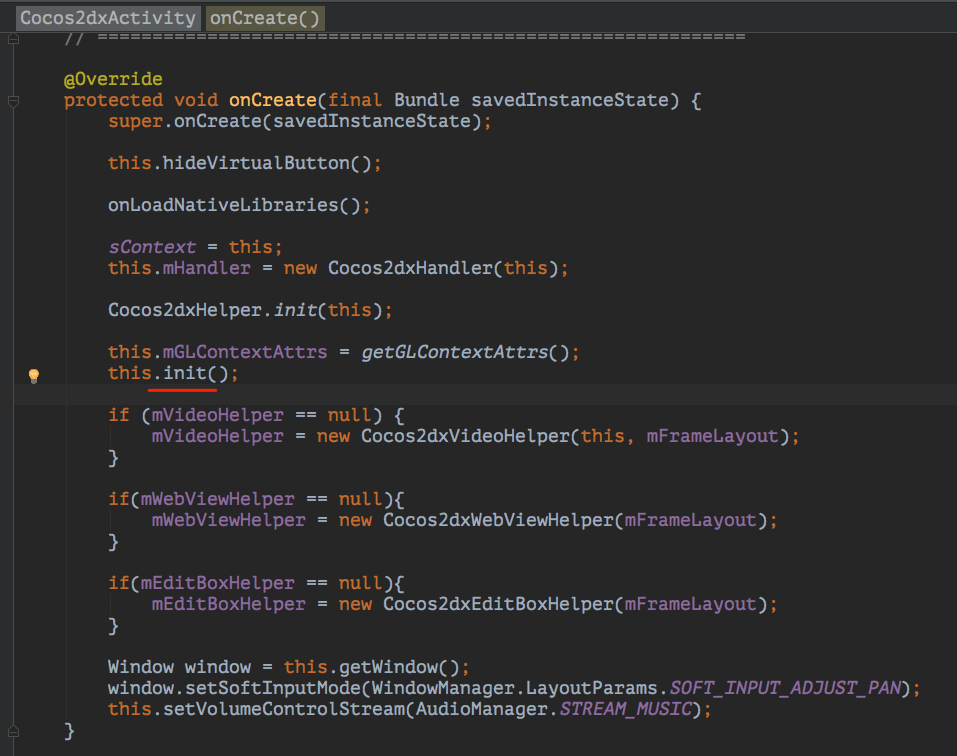 Cocos2dxActivity onCreate()
// ===========================================================
@Override
protected void onCreate(final Bundle savedInstanceState) {
super.onCreate(savedInstanceState);
this.hideVirtualButton();
onLoadNativeLibraries();
sContext = this;
this.mHandler = new Cocos2dxHandler(this);
Cocos2dxHelper.init(this);
this.mGLContextAttrs = getGLContextAttrs();
this.init();
if (mVideoHelper == null) {
mVideoHelper = new Cocos2dxVideoHelper(this, mFrameLayout);
}
if(mWebViewHelper == null){
mWebViewHelper = new Cocos2dxWebViewHelper(mFrameLayout);
}
if(mEditBoxHelper == null){
mEditBoxHelper = new Cocos2dxEditBoxHelper(mFrameLayout);
}
Window window = this.getWindow();
window.setSoftInputMode(WindowManager.LayoutParams.SOFT_INPUT_ADJUST_PAN);
this.setVolumeControlStream(AudioManager.STREAM_MUSIC);
}